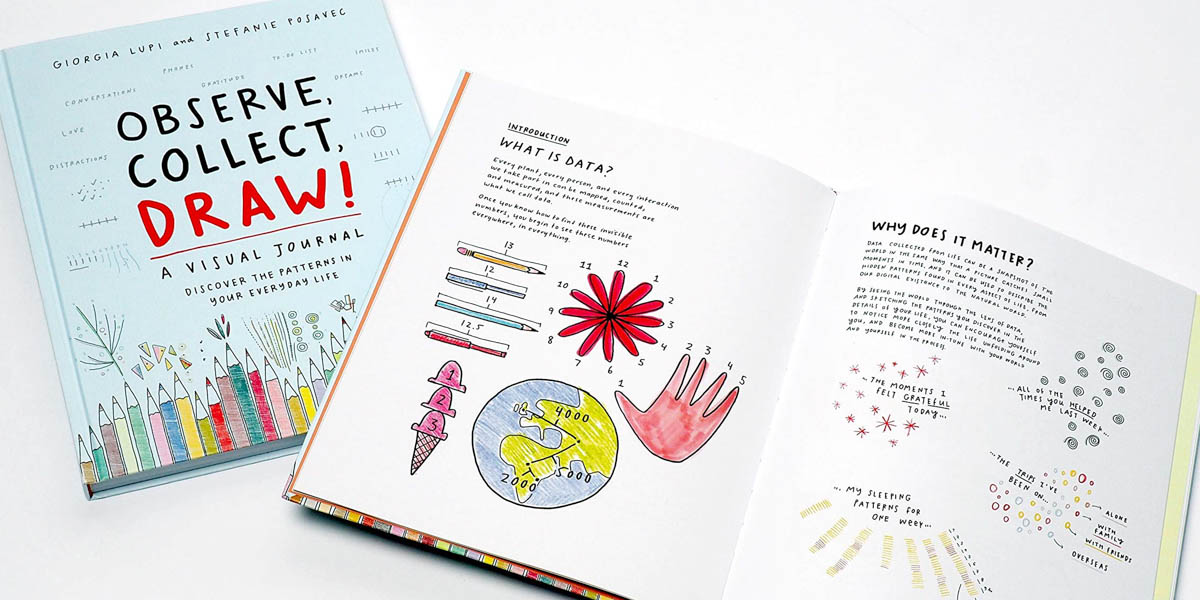 GIORGIA LUPI and STEFANIE POSAVEC
PHONES
TO-DO LIST
SMILES
CONVERSATIONS
GRATITUDE
DREAMS
LOVE
DISTRACTIONS
OBSERVE,
COLLECT,
DRAW!
A VISUAL JOURNAL
DISCOVER THE PATTERNS IN
YOUR EVERYDAY LIFE
INTRODUCTION
WHAT IS DATA?
Every plant, every person, and every interaction
we take part in can be mapped, counted,
and measured, and these measurements are
what we call data.
Once you know how to find these invisible
numbers, you begin to see these numbers
everywhere, in everything.
13
12
14
12.5
1
2
3
11
12
1
2
3
4
5
6
7
8
9
10
1
2
3
4
5
4000
2000
5000
WHY DOES IT MATTER?
DATA COLLECTED FROM LIFE CAN BE A SNAPSHOT OF THE
WORLD IN THE SAME WAY THAT A PICTURE CATCHES SMALL
MOMENTS IN TIME, AND IT CAN BE USED TO DESCRIBE THE
HIDDEN PATTERNS FOUND IN EVERY ASPECT OF LIFE, FROM
OUR DIGITAL EXISTENCE TO THE NATURAL WORLD.
BY SEEING THE WORLD THROUGH THE LENS OF DATA,
AND SKETCHING THE PATTERNS YOU DISCOVER IN THE
DETAILS OF YOUR LIFE, YOU CAN ENCOURAGE YOURSELF
TO NOTICE MORE CLOSELY THE LIFE UNFOLDING AROUND
YOU, AND BECOME MORE IN-TUNE WITH YOUR WORLD
AND YOURSELF IN THE PROCESS.
...THE MOMENTS I
FELT GRATEFUL
TODAY...
...ALL OF THE
TIMES YOU HELPED
ME LAST WEEK...
...THE TRIPS I'VE
BEEN ON...
ALONE
WITH FAMILY
WITH FRIENDS
OVERSEAS
... MY SLEEPING
PATTERNS FOR
ONE WEEK...